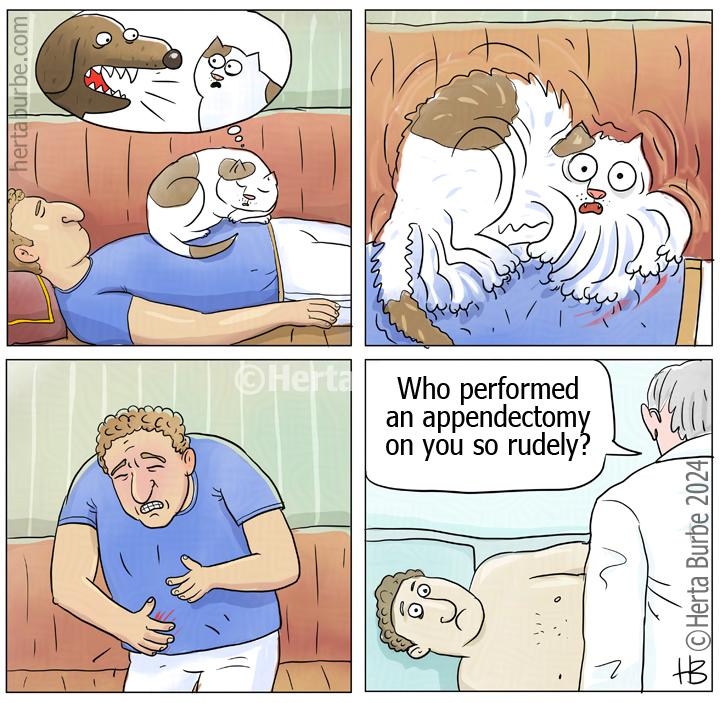 hertaburbe.com
©Herta
Who performed
an appendectomy
on you so rudely?
©Herta Burbe 2024
HB